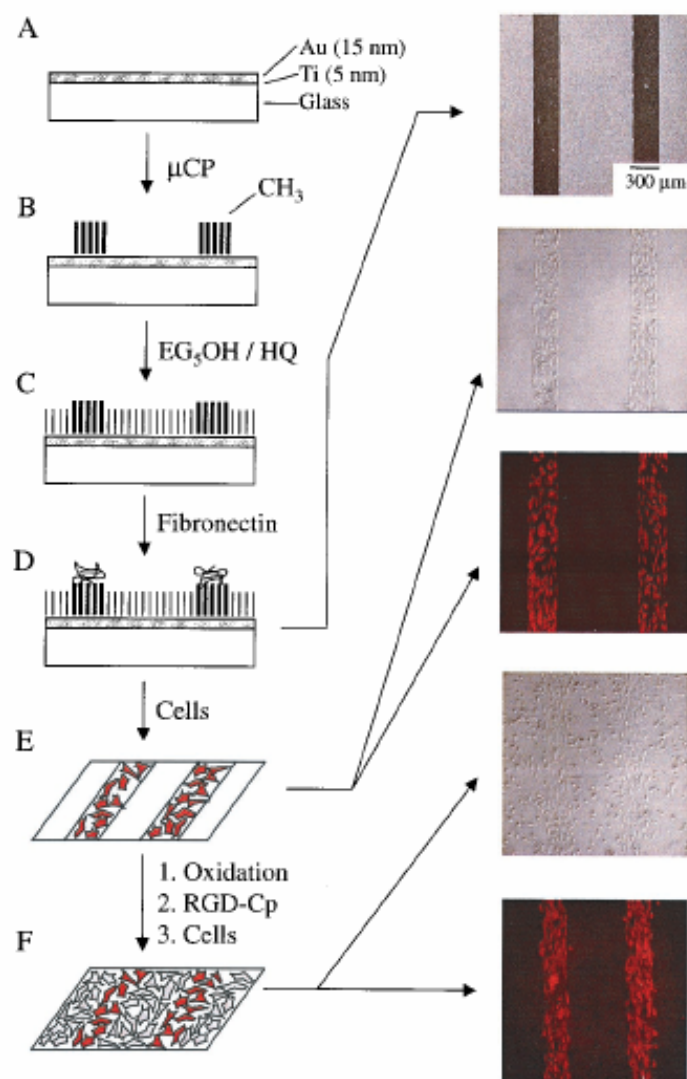 A
Au (15 nm)
Ti (5 nm)
Glass
μCP
300 μm
B
CH₃
EG₅OH / HQ
C
Fibronectin
D
Cells
E
1. Oxidation
2. RGD-Cp
3. Cells
F